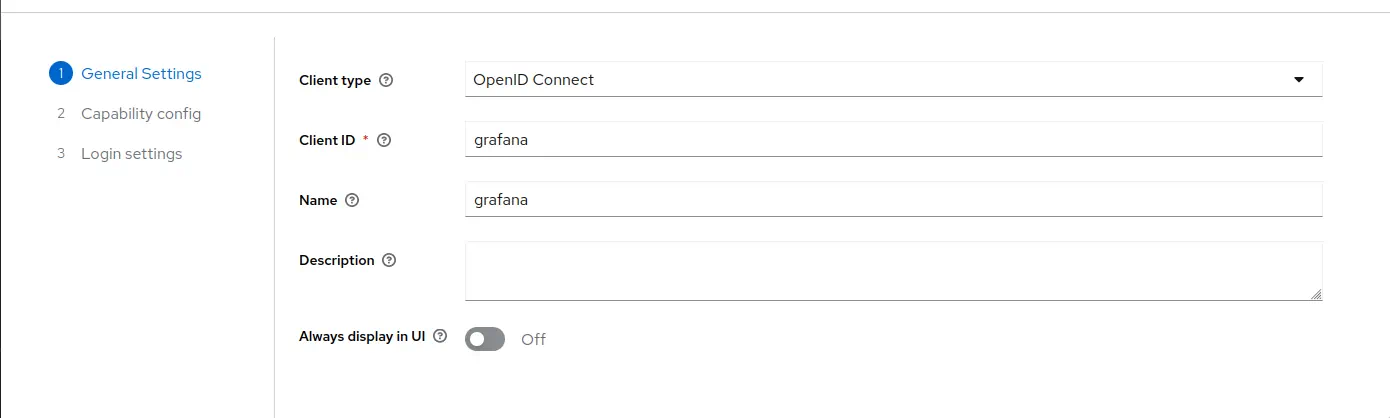 1 General Settings
2 Capability config
3 Login settings
Client type ?
OpenID Connect
Client ID * ?
grafana
Name ?
grafana
Description ?
Always display in UI ?
Off